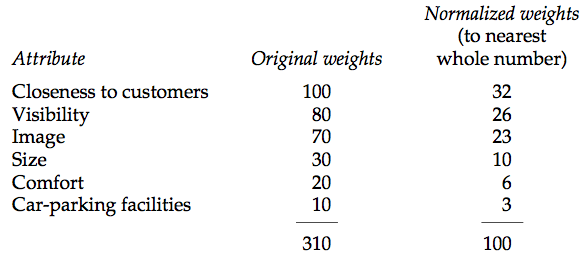 Normalized weights
(to nearest
Attribute Original weights whole number)
Closeness to customers 100 32
Visibility 80 26
Image 70 23
Size 30 10
Comfort 20 6
Car-parking facilities 10 3
310 100